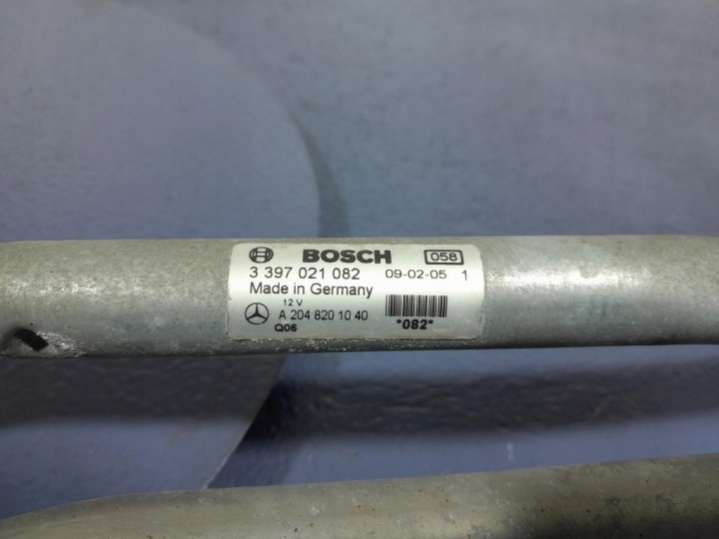 BOSCH 058
3 397 021 082 09-02-05 1
Made in Germany
12 V
A 204 820 10 40
Q06 *082*